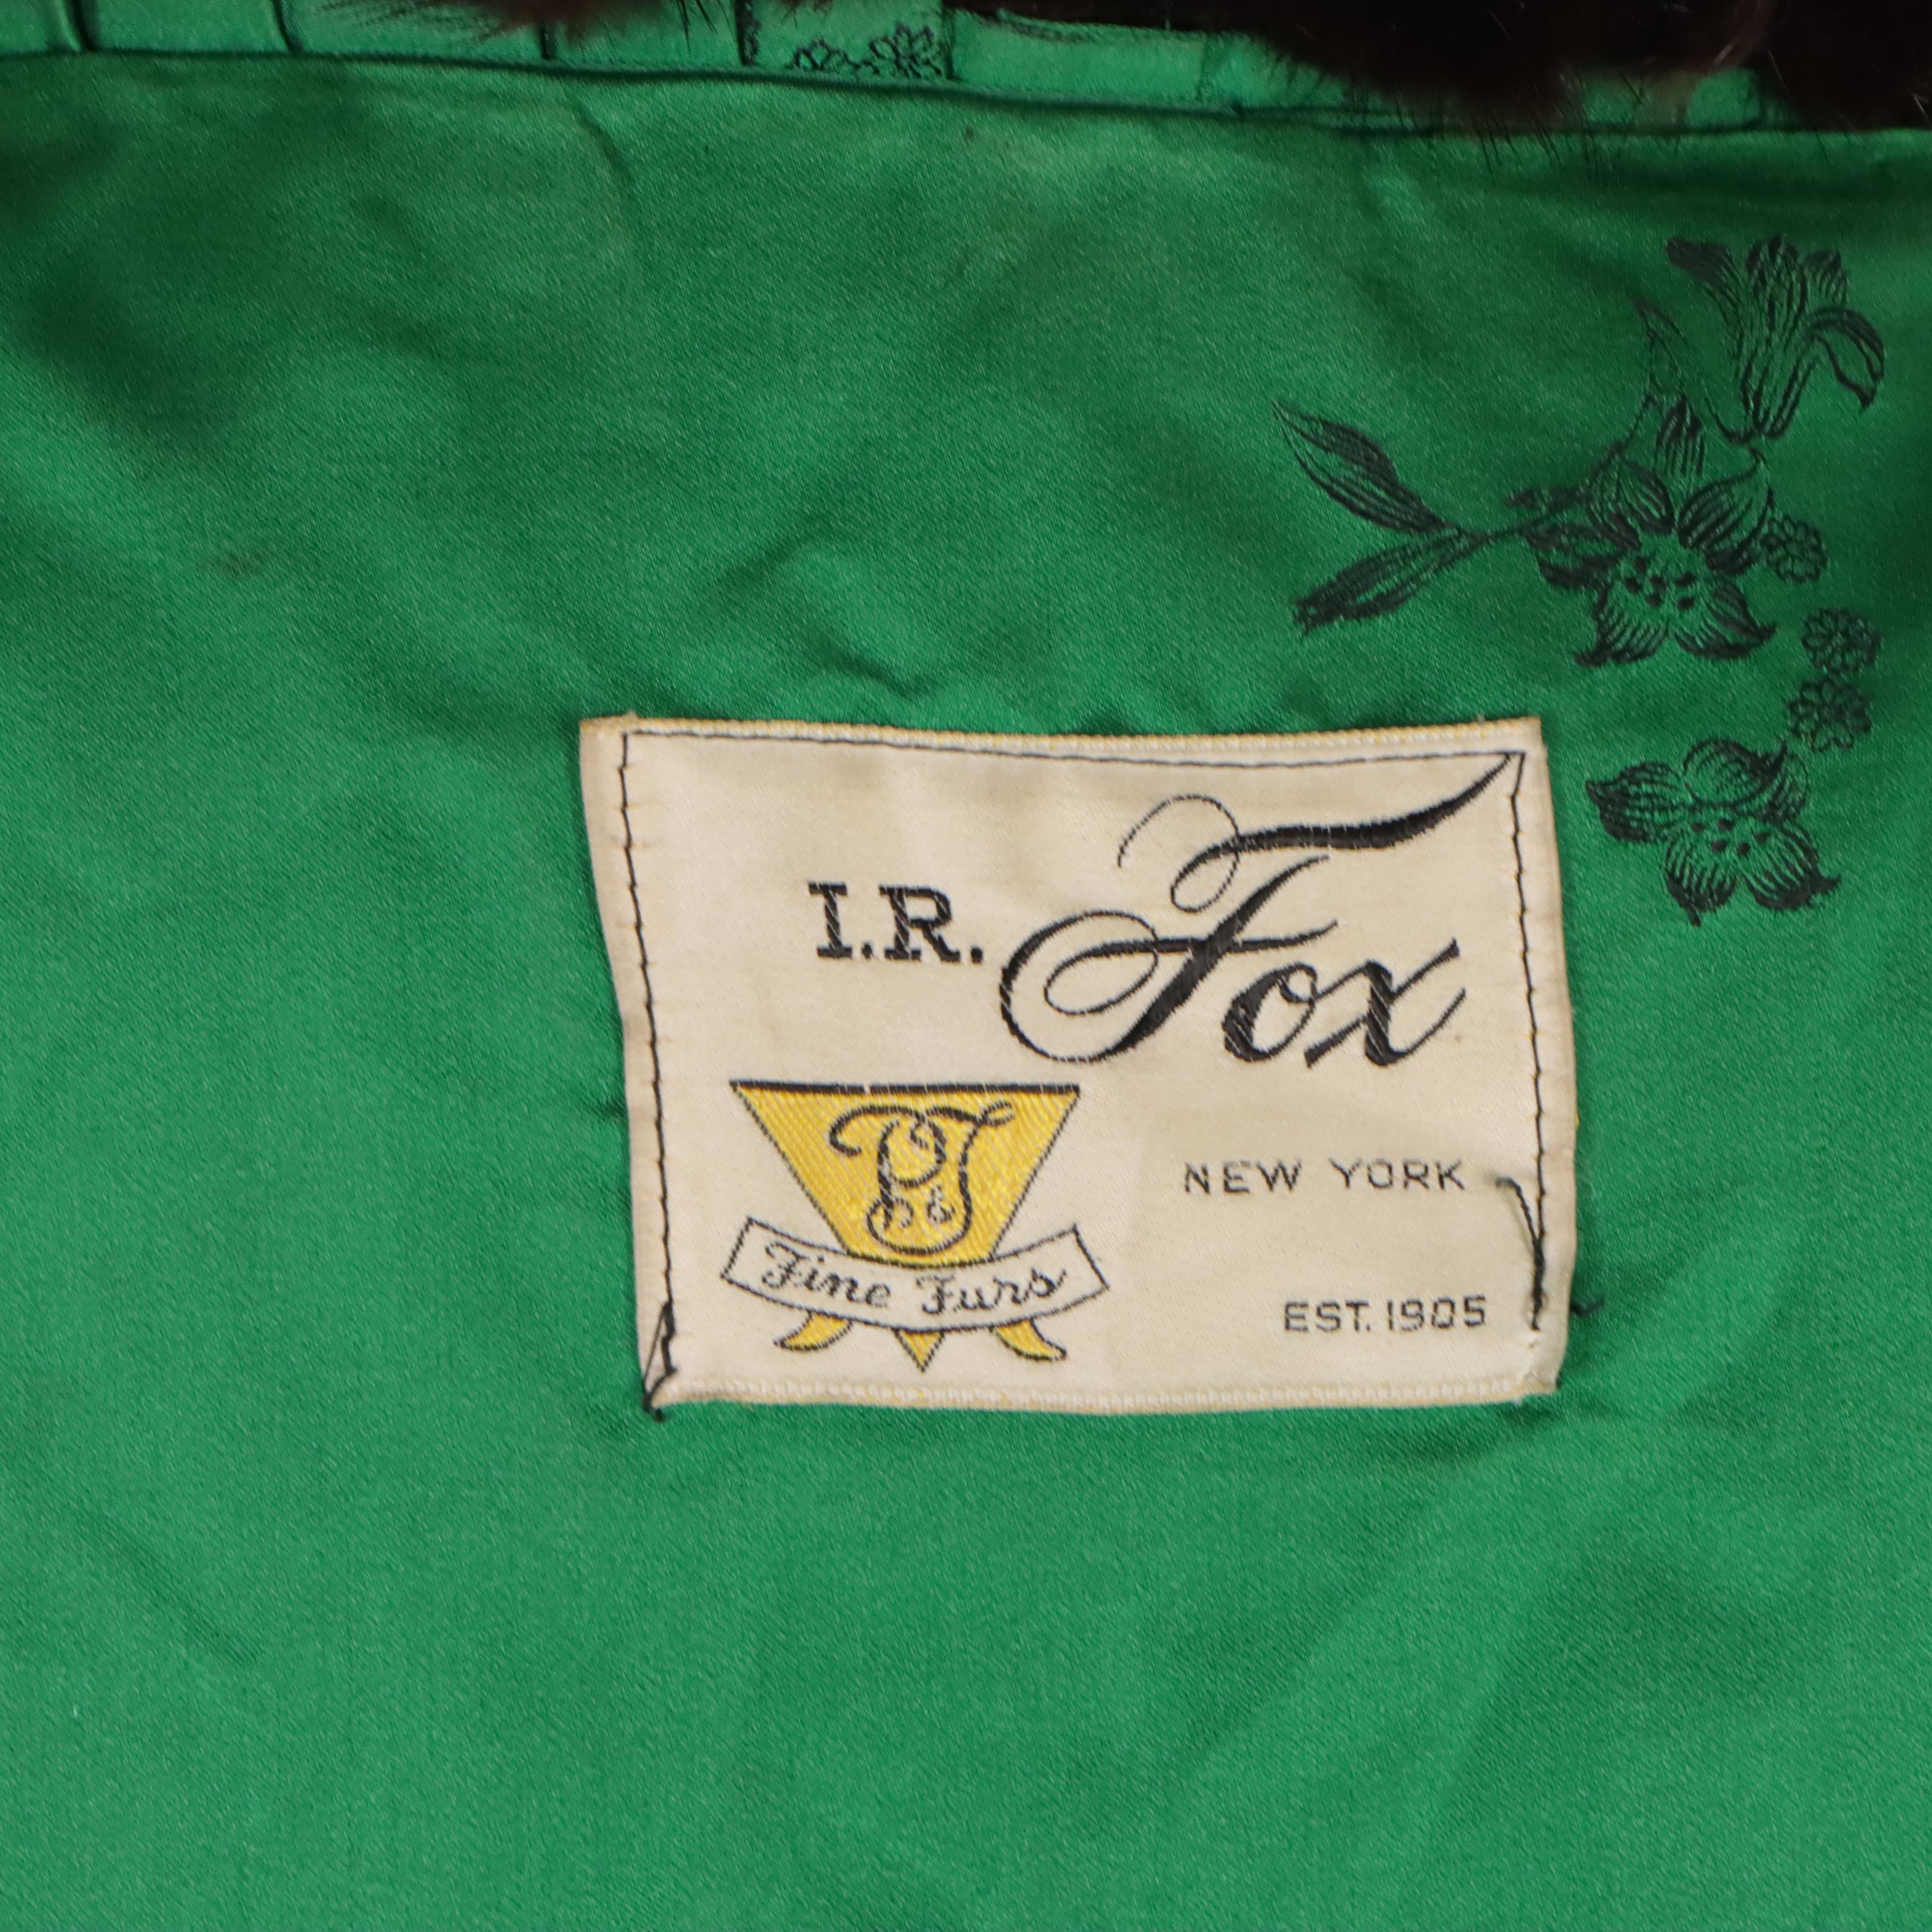 I.R. Fox
NEW YORK
Fine Furs
EST. 1905